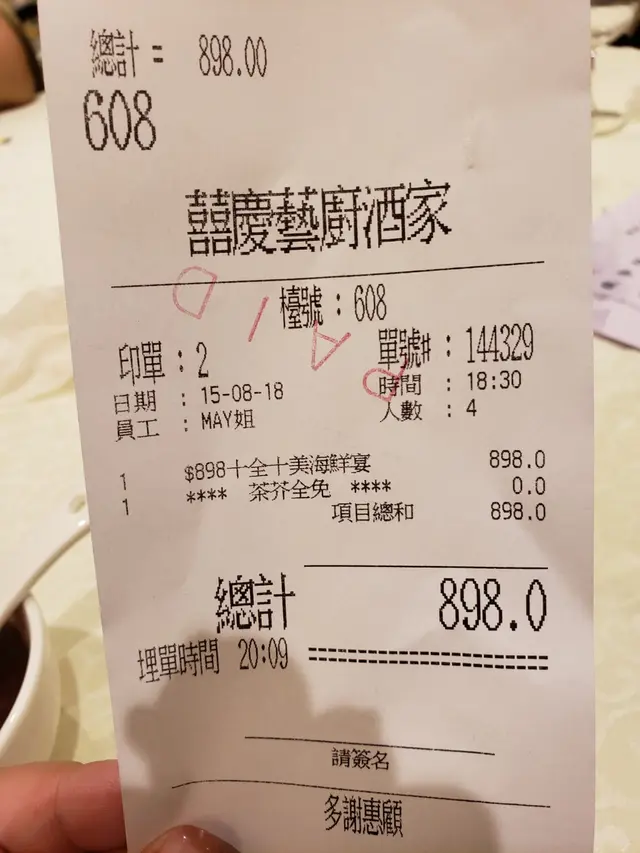 總計 = 898.00
608
囍慶藝廚酒家
檯號 : 608
印單 : 2 單號# : 144329
日期 : 15-08-18 時間 : 18:30
員工 : MAY姐 人數 : 4
1 $898十全十美海鮮宴 898.0
1 **** 茶芥全免 **** 0.0
項目總和 898.0
總計 898.0
埋單時間 20:09 ====================
請簽名
多謝惠顧